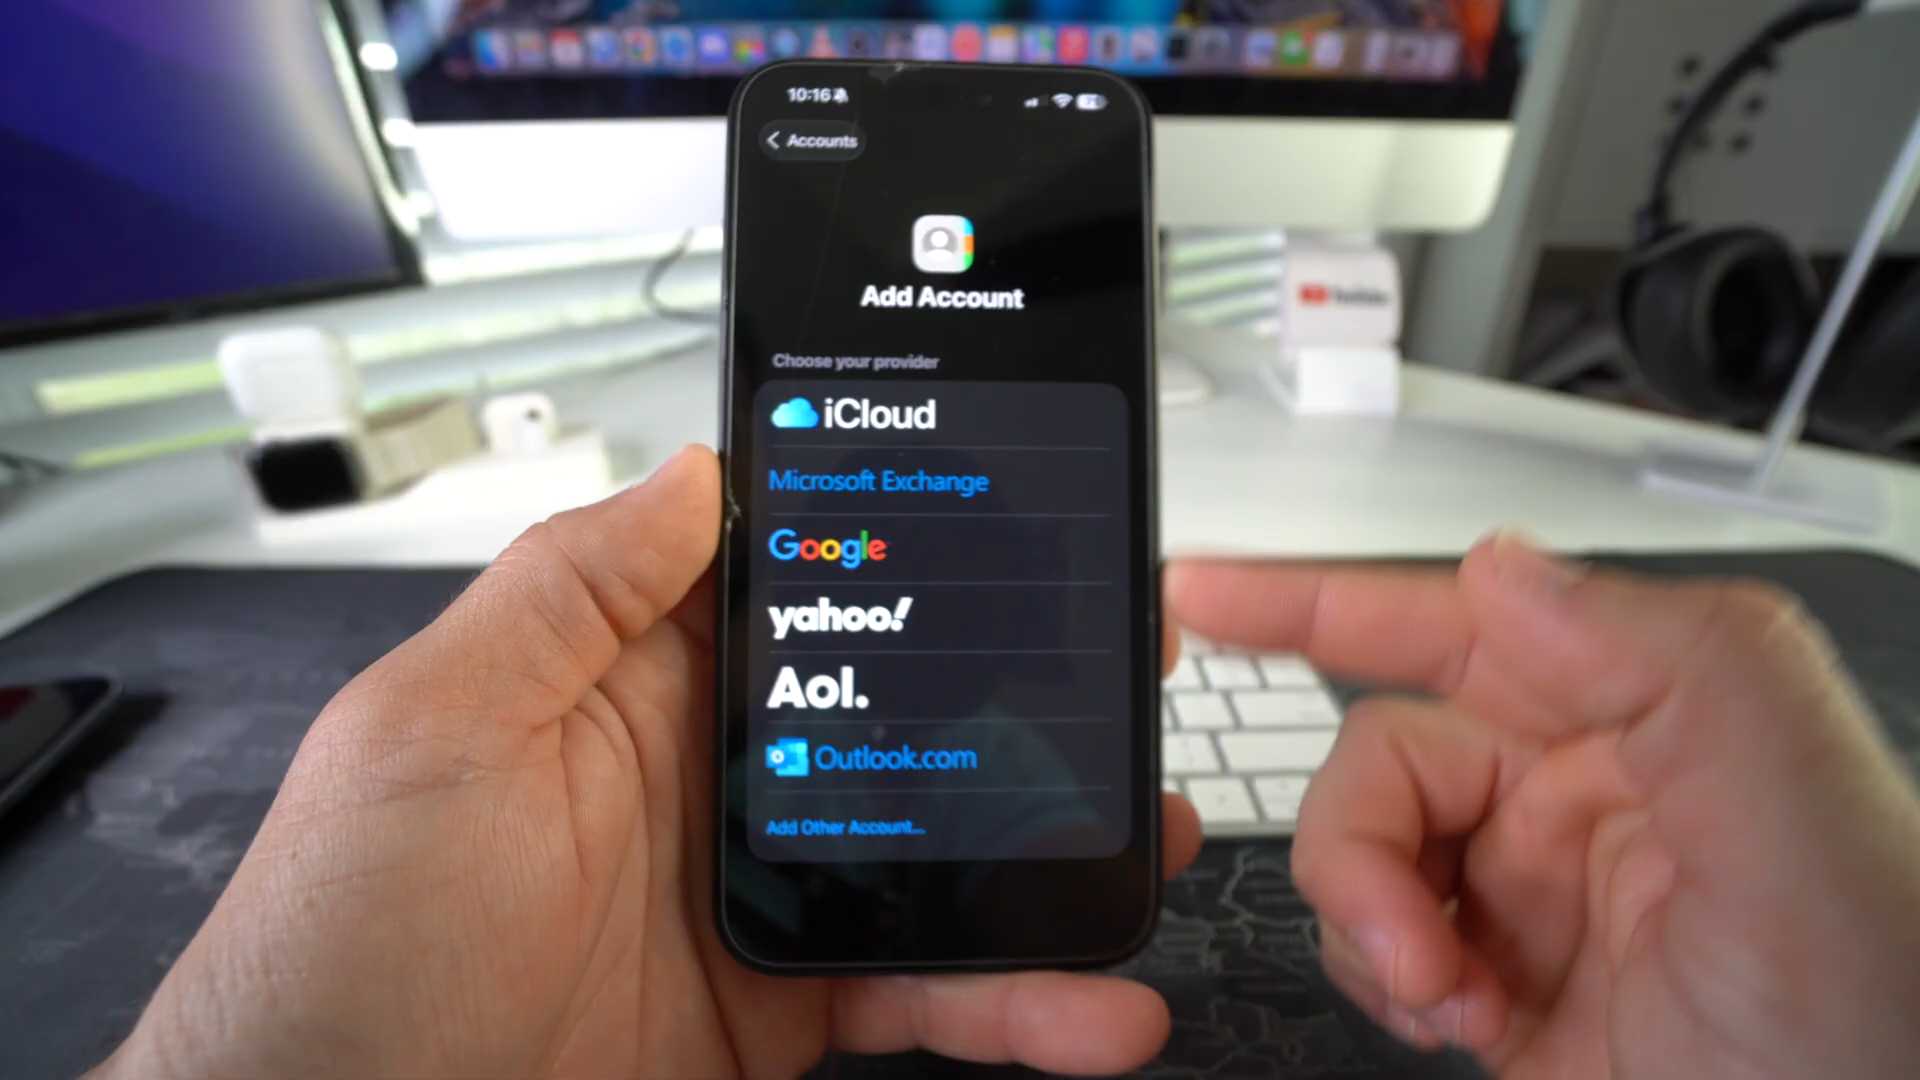 10:16
Accounts
Add Account
Choose your provider
iCloud
Microsoft Exchange
Google
yahoo!
Aol.
Outlook.com
Add Other Account...
YouTube